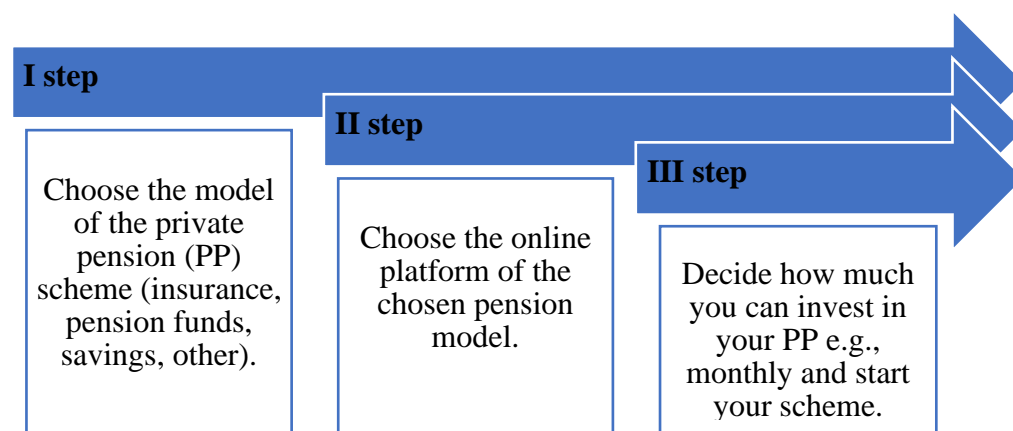 I step
Choose the model
of the private
pension (PP)
scheme (insurance,
pension funds,
savings, other).
II step
Choose the online
platform of the
chosen pension
model.
III step
Decide how much
you can invest in
your PP e.g.,
monthly and start
your scheme.